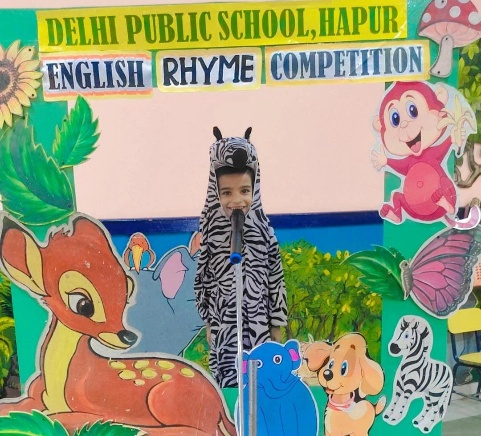 DELHI PUBLIC SCHOOL, HAPUR
ENGLISH RHYME COMPETITION